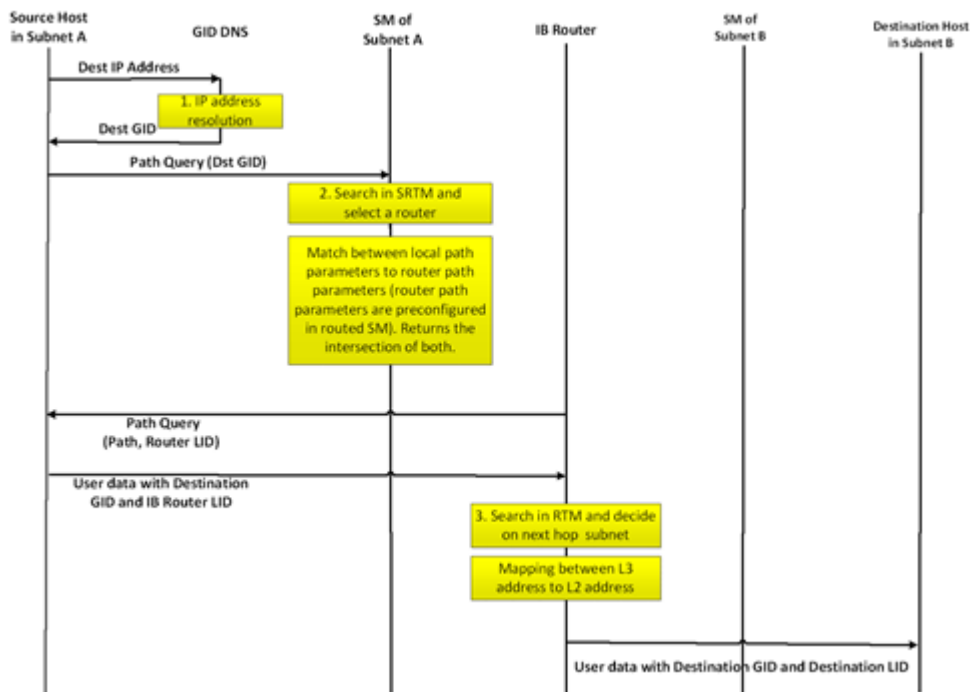 Source Host
in Subnet A
GID DNS
SM of
Subnet A
IB Router
SM of
Subnet B
Destination Host
in Subnet B
Dest IP Address
1. IP address
resolution
Dest GID
Path Query (Dst GID)
2. Search in SRTM and
select a router
Match between local path
parameters to router path
parameters (router path
parameters are preconfigured
in routed SM). Returns the
intersection of both.
Path Query
(Path, Router LID)
User data with Destination
GID and IB Router LID
3. Search in RTM and decide
on next hop subnet
Mapping between L3
address to L2 address
User data with Destination GID and Destination LID